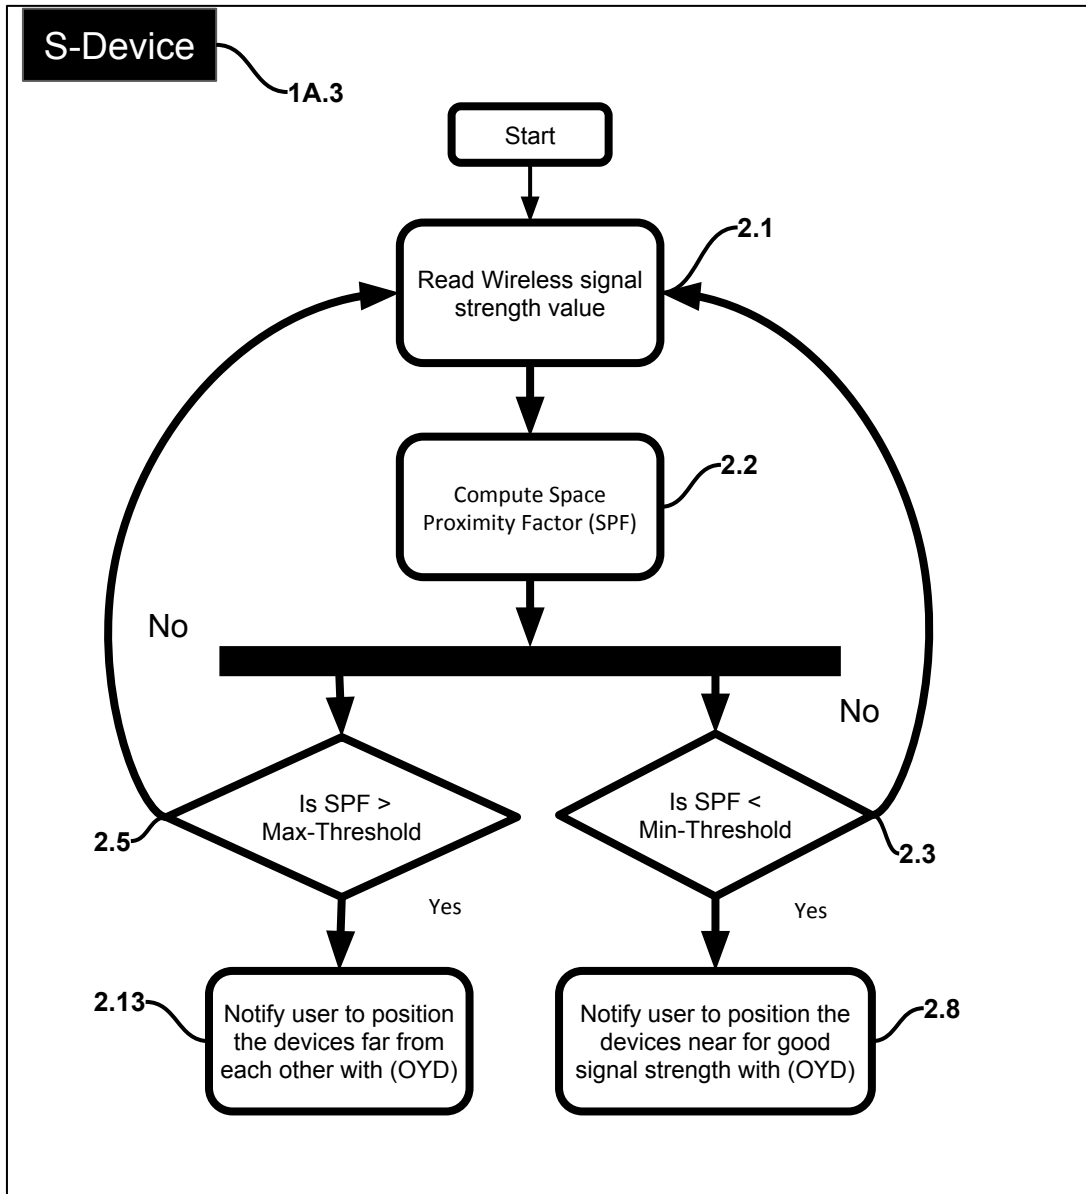 S-Device
1A.3
Start
2.1
Read Wireless signal
strength value
2.2
Compute Space
Proximity Factor (SPF)
No
No
Is SPF >
Max-Threshold
2.5
Is SPF <
Min-Threshold
2.3
Yes
Yes
2.13
Notify user to position
the devices far from
each other with (OYD)
2.8
Notify user to position the
devices near for good
signal strength with (OYD)